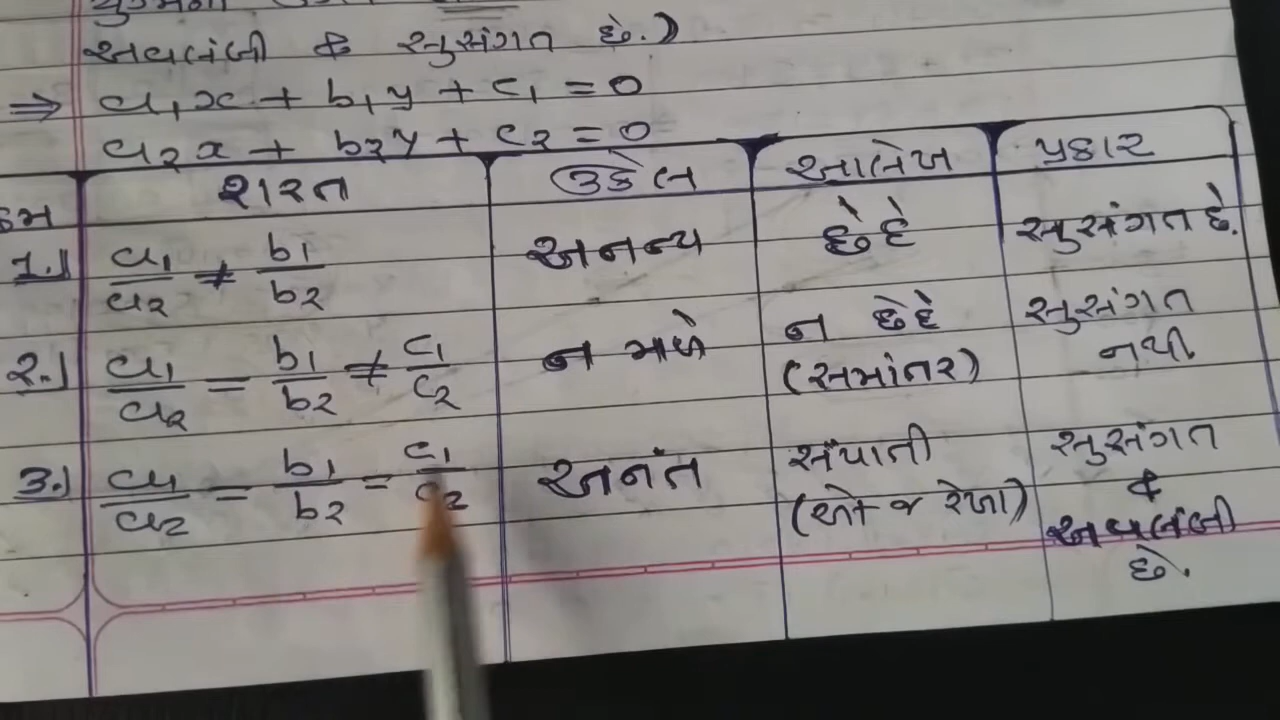 અવલંબી & સુસંગત છે.)
⇒ a₁x + b₁y + c₁ = 0
a₂x + b₂y + c₂ = 0
ક્રમ શરત ઉકેલ આલેખ પ્રકાર
1.) a₁/a₂ ≠ b₁/b₂ અનન્ય છેદે સુસંગત છે.
2.) a₁/a₂ = b₁/b₂ ≠ c₁/c₂ ન મળે ન છેદે (સમાંતર) સુસંગત નથી
3.) a₁/a₂ = b₁/b₂ = c₁/c₂ અનંત સંપાતી (એક જ રેખા) સુસંગત & અવલંબી છે.